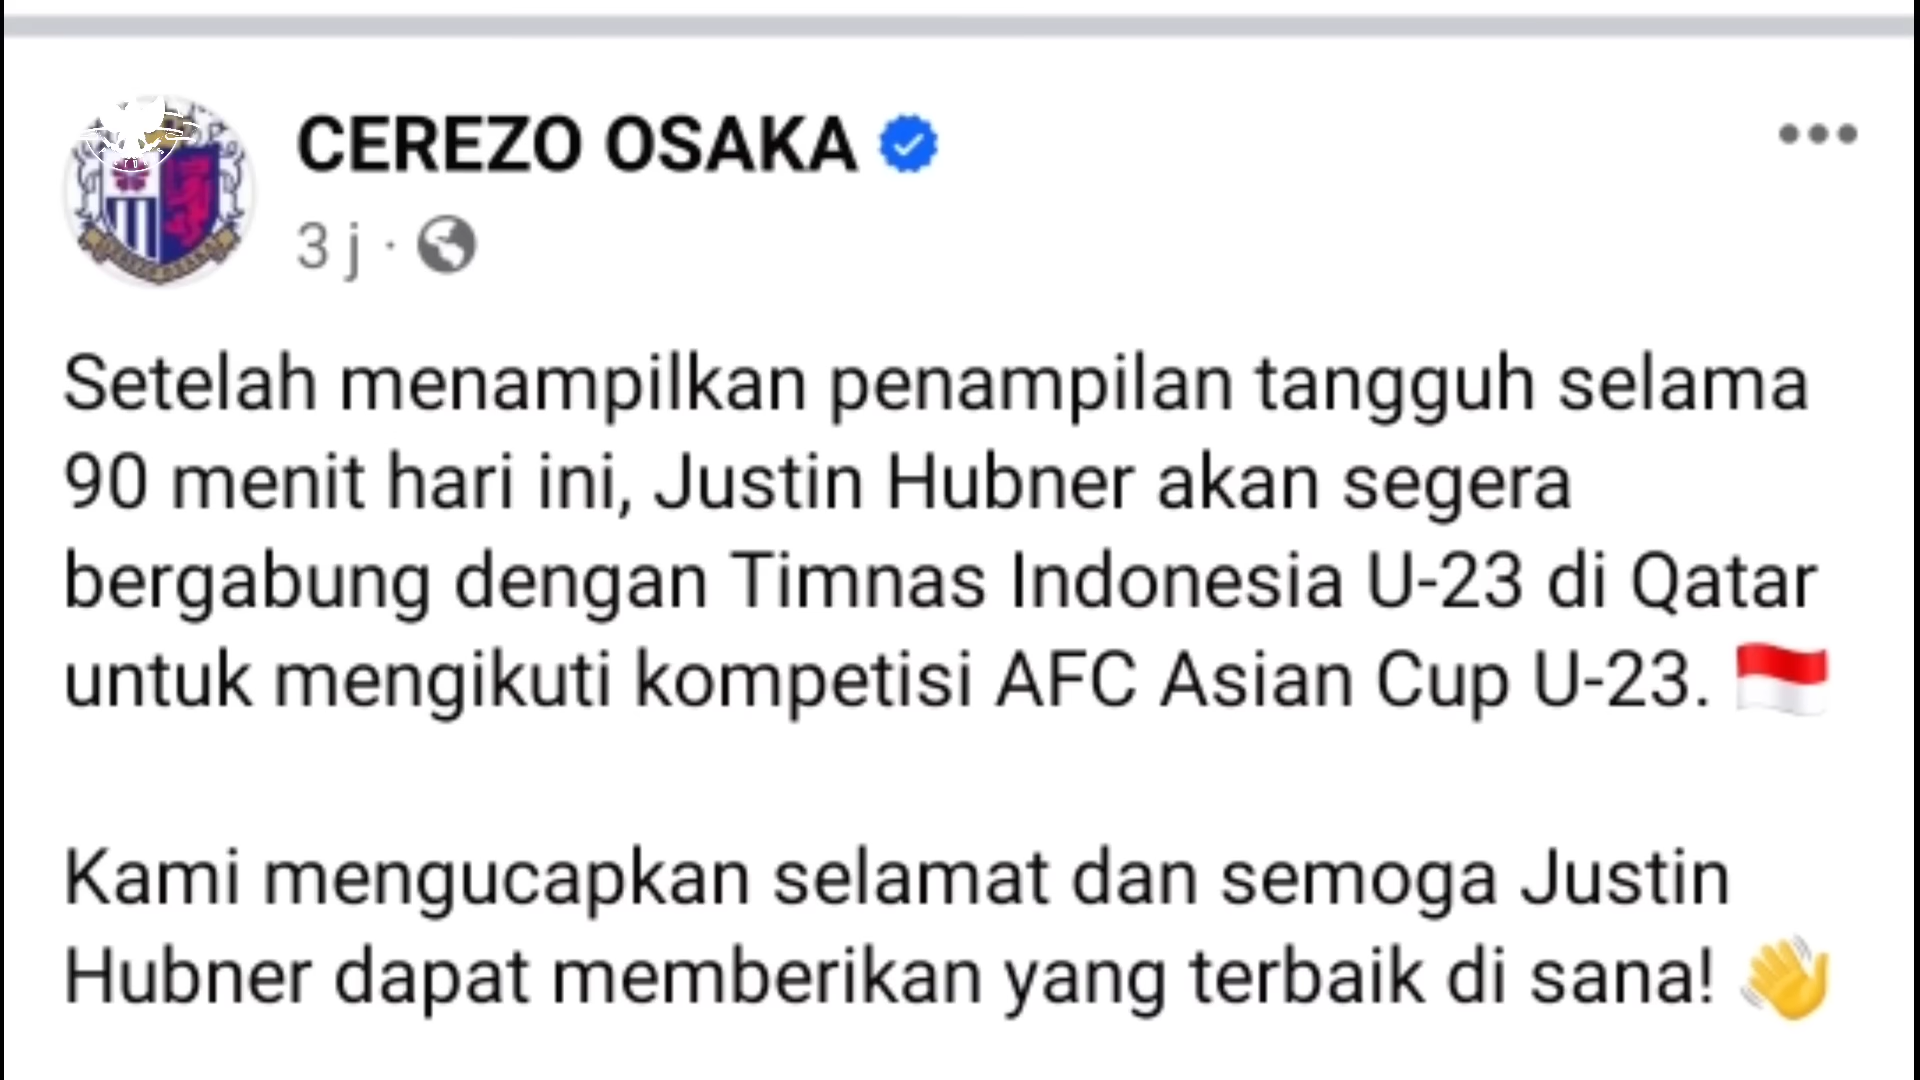 CEREZO OSAKA
3 j ·
Setelah menampilkan penampilan tangguh selama
90 menit hari ini, Justin Hubner akan segera
bergabung dengan Timnas Indonesia U-23 di Qatar
untuk mengikuti kompetisi AFC Asian Cup U-23. 🇮🇩
Kami mengucapkan selamat dan semoga Justin
Hubner dapat memberikan yang terbaik di sana! 👋